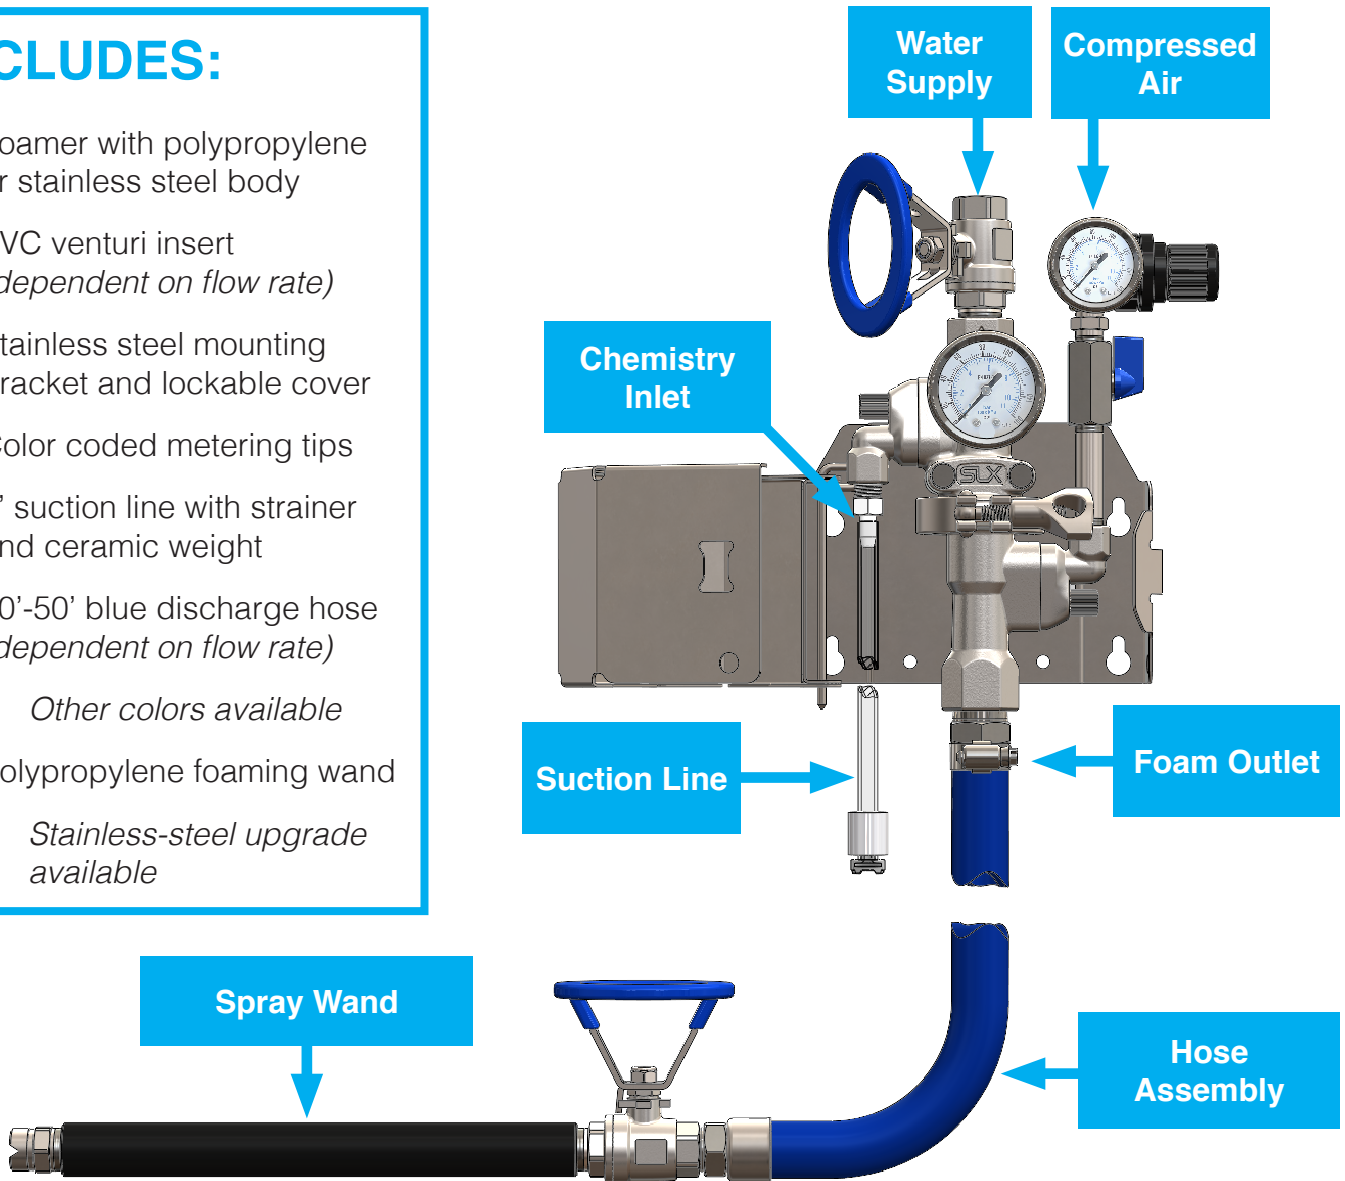 CLUDES:
oamer with polypropylene
r stainless steel body
VC venturi insert
dependent on flow rate)
tainless steel mounting
racket and lockable cover
Color coded metering tips
' suction line with strainer
nd ceramic weight
0'-50' blue discharge hose
dependent on flow rate)
Other colors available
olypropylene foaming wand
Stainless-steel upgrade
available
Water
Supply
Compressed
Air
Chemistry
Inlet
SLX
Suction Line
Foam Outlet
Spray Wand
Hose
Assembly